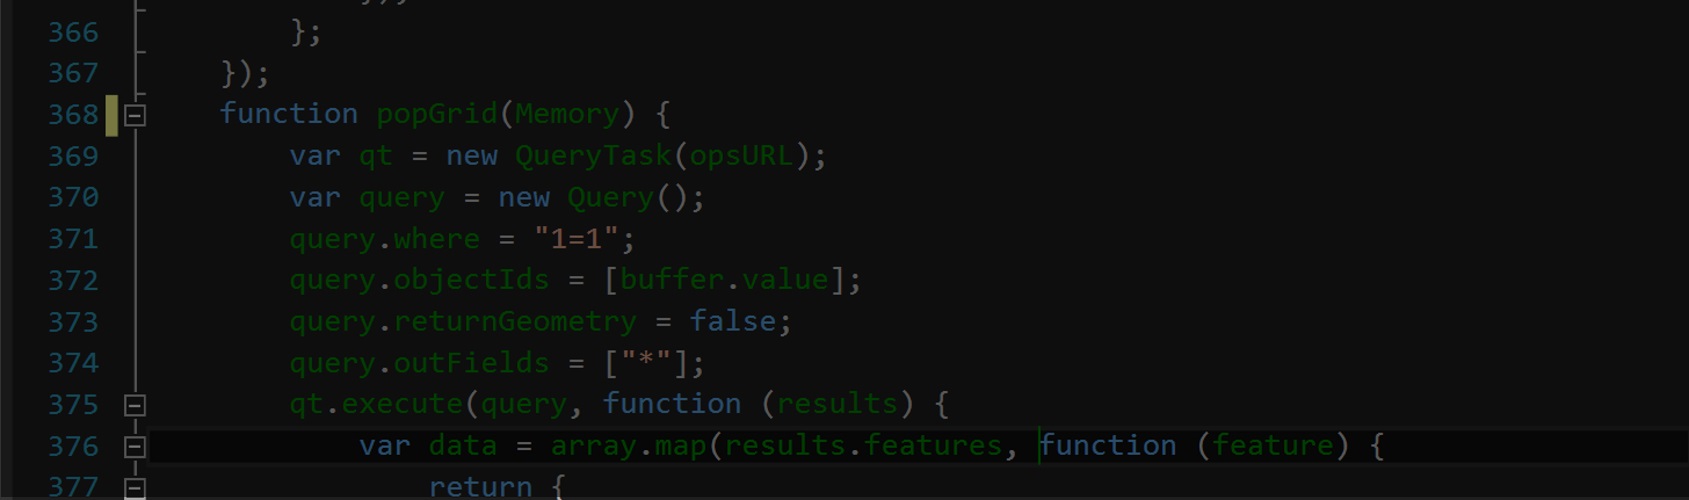 366 };
367 });
368 function popGrid(Memory) {
369 var qt = new QueryTask(opsURL);
370 var query = new Query();
371 query.where = "1=1";
372 query.objectIds = [buffer.value];
373 query.returnGeometry = false;
374 query.outFields = ["*"];
375 qt.execute(query, function (results) {
376 var data = array.map(results.features, function (feature) {
377 return {